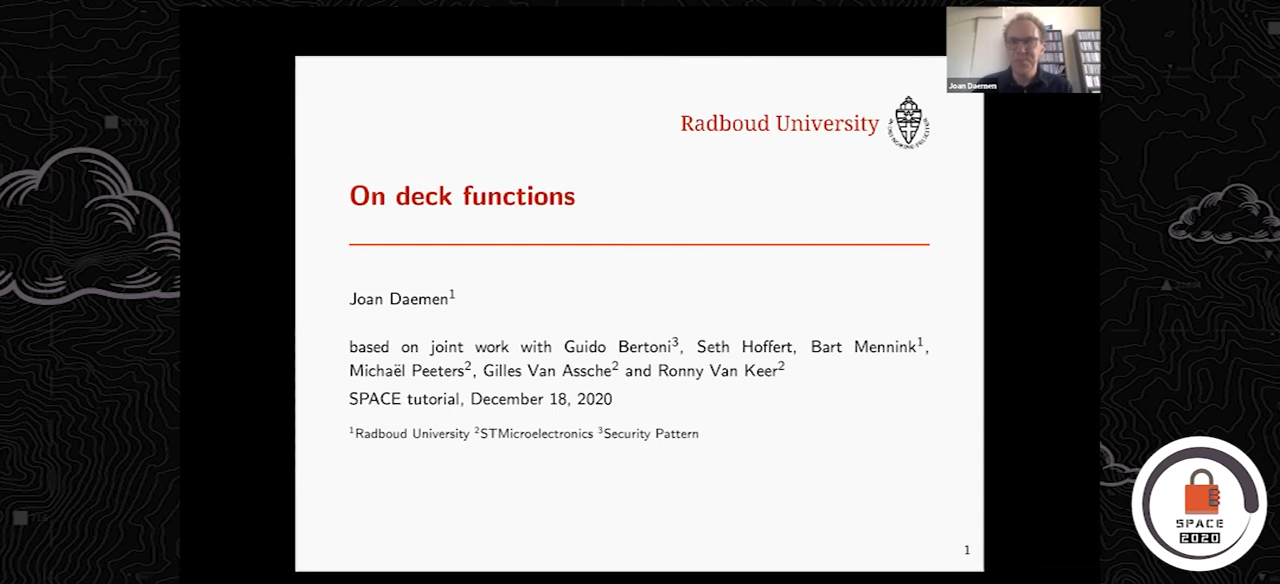 Joan Daemen
Radboud University
On deck functions
Joan Daemen¹
based on joint work with Guido Bertoni³, Seth Hoffert, Bart Mennink¹,
Michaël Peeters², Gilles Van Assche² and Ronny Van Keer²
SPACE tutorial, December 18, 2020
¹Radboud University ²STMicroelectronics ³Security Pattern
1
SPACE
2020